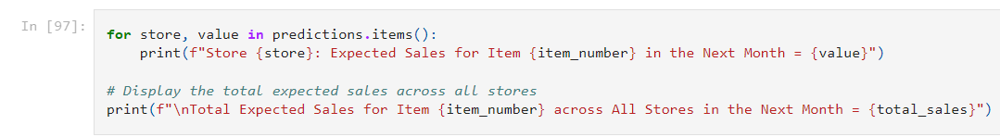 In [97]:
for store, value in predictions.items():
    print(f"Store {store}: Expected Sales for Item {item_number} in the Next Month = {value}")
# Display the total expected sales across all stores
print(f"\nTotal Expected Sales for Item {item_number} across All Stores in the Next Month = {total_sales}")